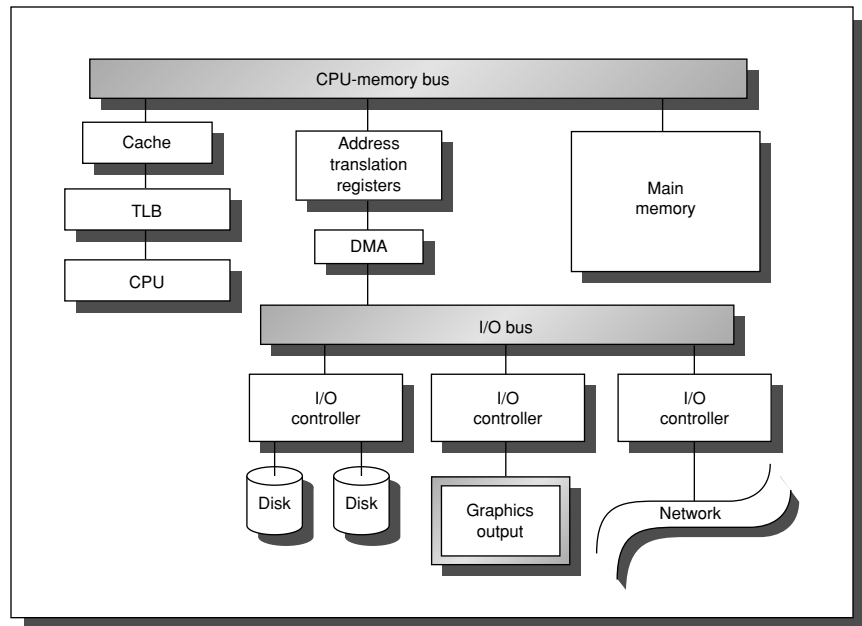 CPU-memory bus
Cache
Address
translation
registers
Main
memory
TLB
DMA
CPU
I/O bus
I/O
controller
I/O
controller
I/O
controller
Disk
Disk
Graphics
output
Network